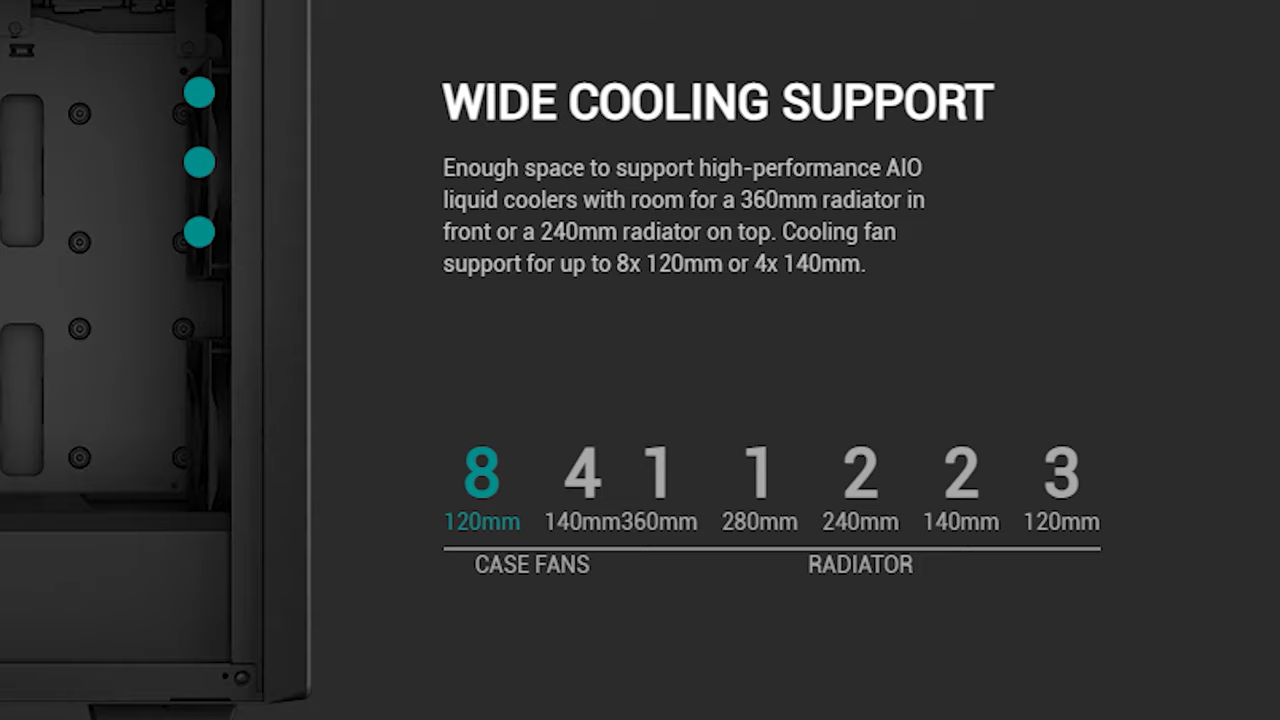 WIDE COOLING SUPPORT
Enough space to support high-performance AIO
liquid coolers with room for a 360mm radiator in
front or a 240mm radiator on top. Cooling fan
support for up to 8x 120mm or 4x 140mm.
8 4 1 1 2 2 3
120mm 140mm 360mm 280mm 240mm 140mm 120mm
CASE FANS RADIATOR